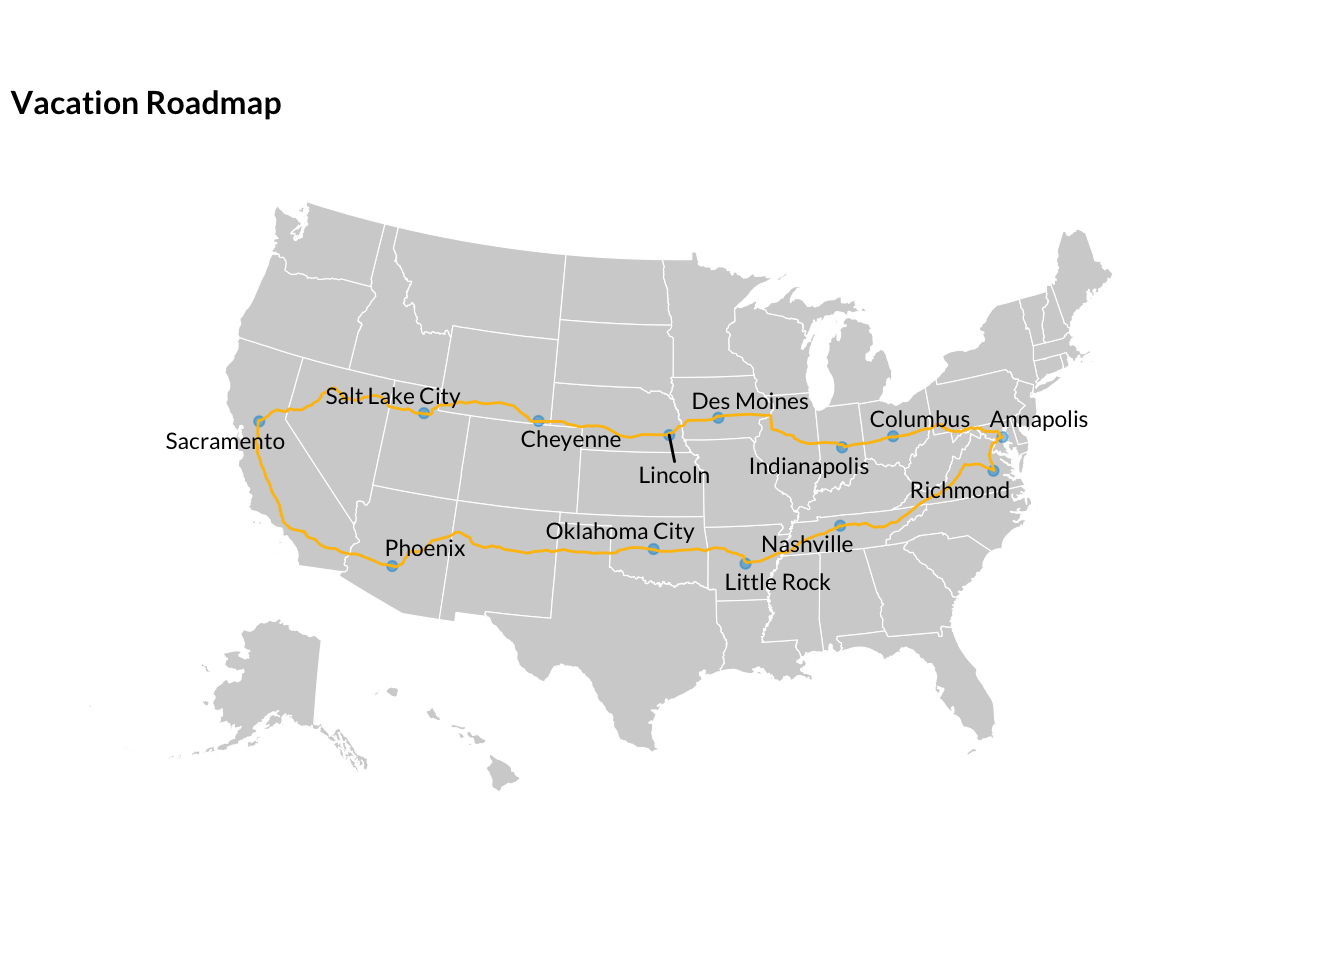 Vacation Roadmap
Salt Lake City
Des Moines
Columbus
Annapolis
Sacramento
Cheyenne
Indianapolis
Lincoln
Richmond
Oklahoma City
Nashville
Phoenix
Little Rock